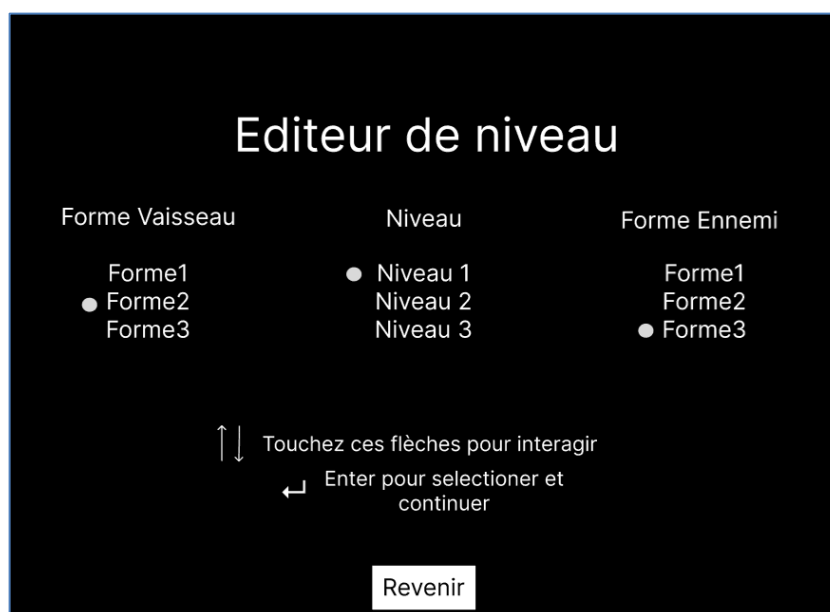 Editeur de niveau
Forme Vaisseau
Forme1
Forme2
Forme3
Niveau
Niveau 1
Niveau 2
Niveau 3
Forme Ennemi
Forme1
Forme2
Forme3
Touchez ces flèches pour interagir
Enter pour selectioner et
continuer
Revenir